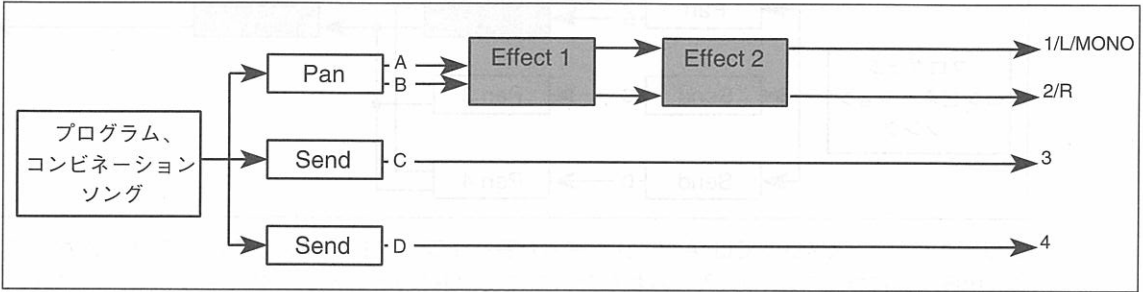 プログラム、
コンビネーション
ソング
Pan
A
B
Effect 1
Effect 2
1/L/MONO
2/R
Send
C
3
Send
D
4